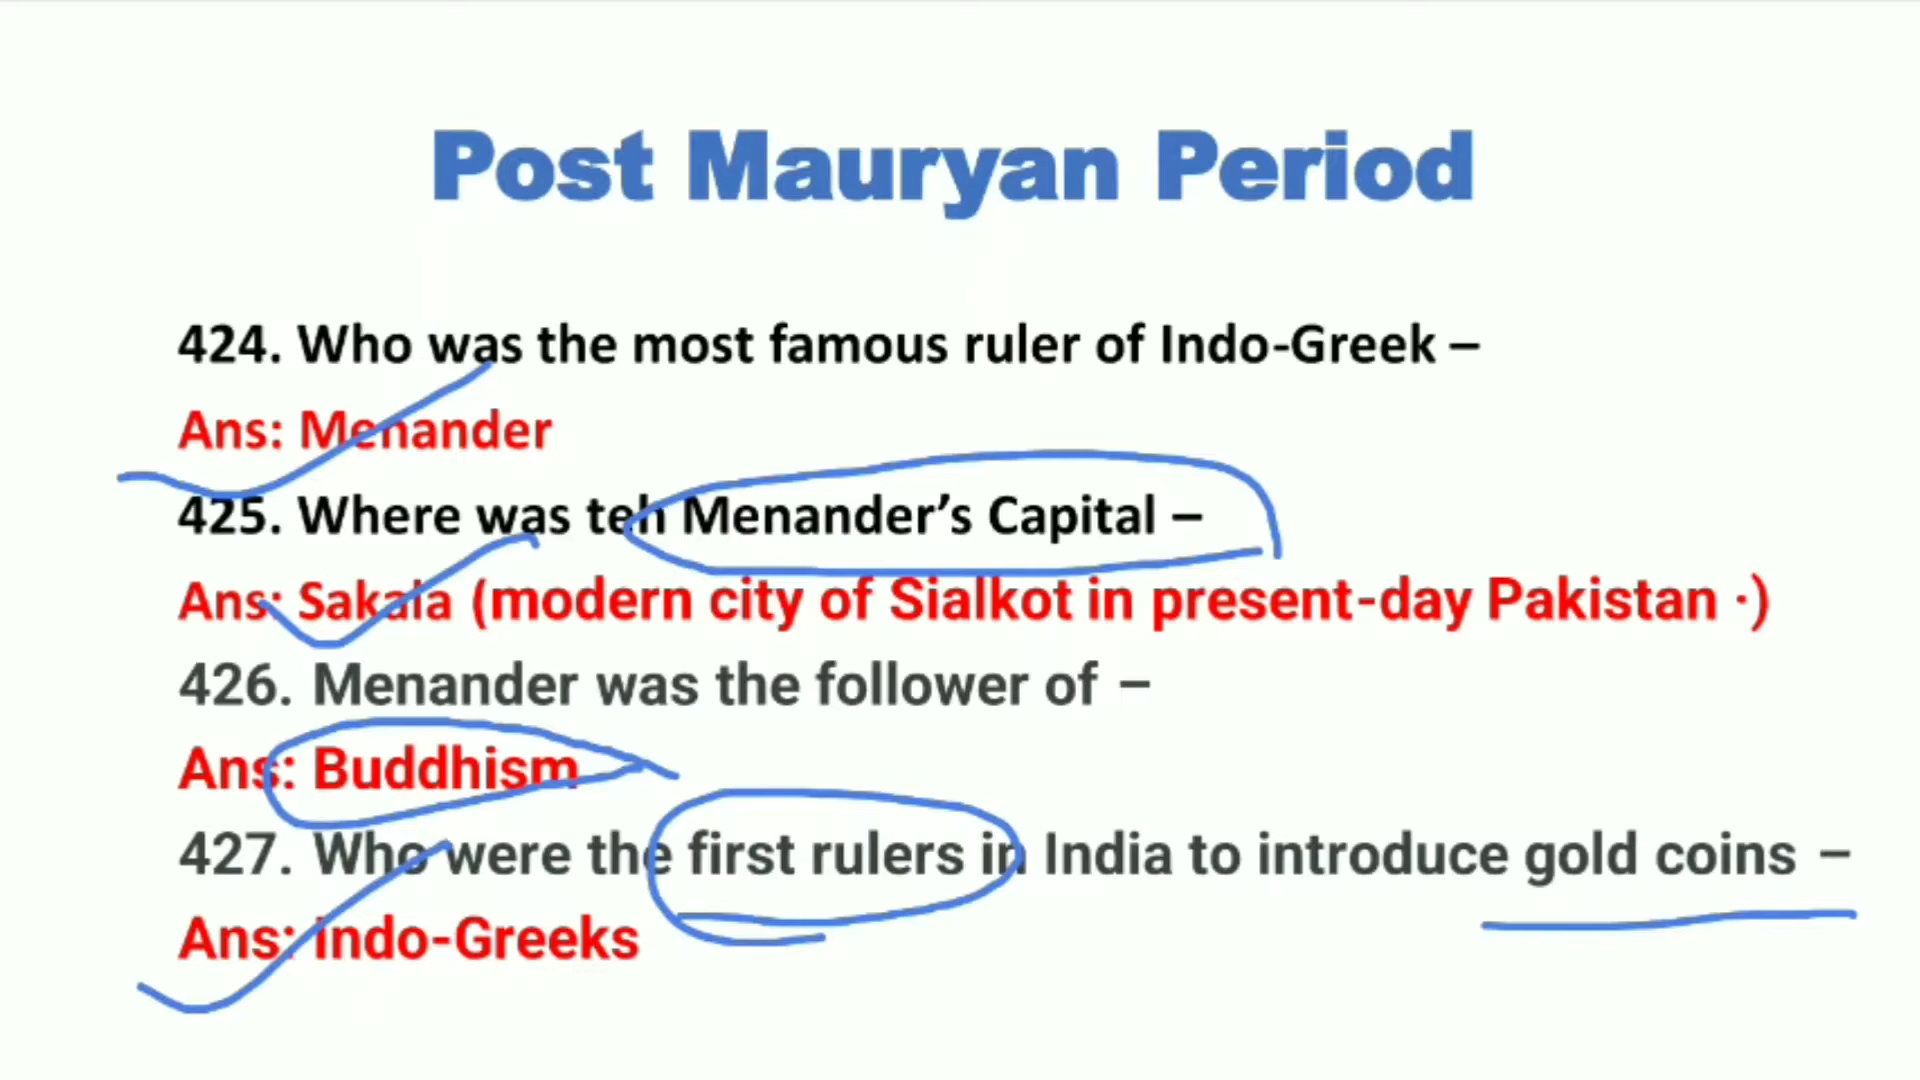 Post Mauryan Period
424. Who was the most famous ruler of Indo-Greek –
Ans: Menander
425. Where was teh Menander’s Capital –
Ans: Sakala (modern city of Sialkot in present-day Pakistan ·)
426. Menander was the follower of –
Ans: Buddhism
427. Who were the first rulers in India to introduce gold coins –
Ans: Indo-Greeks